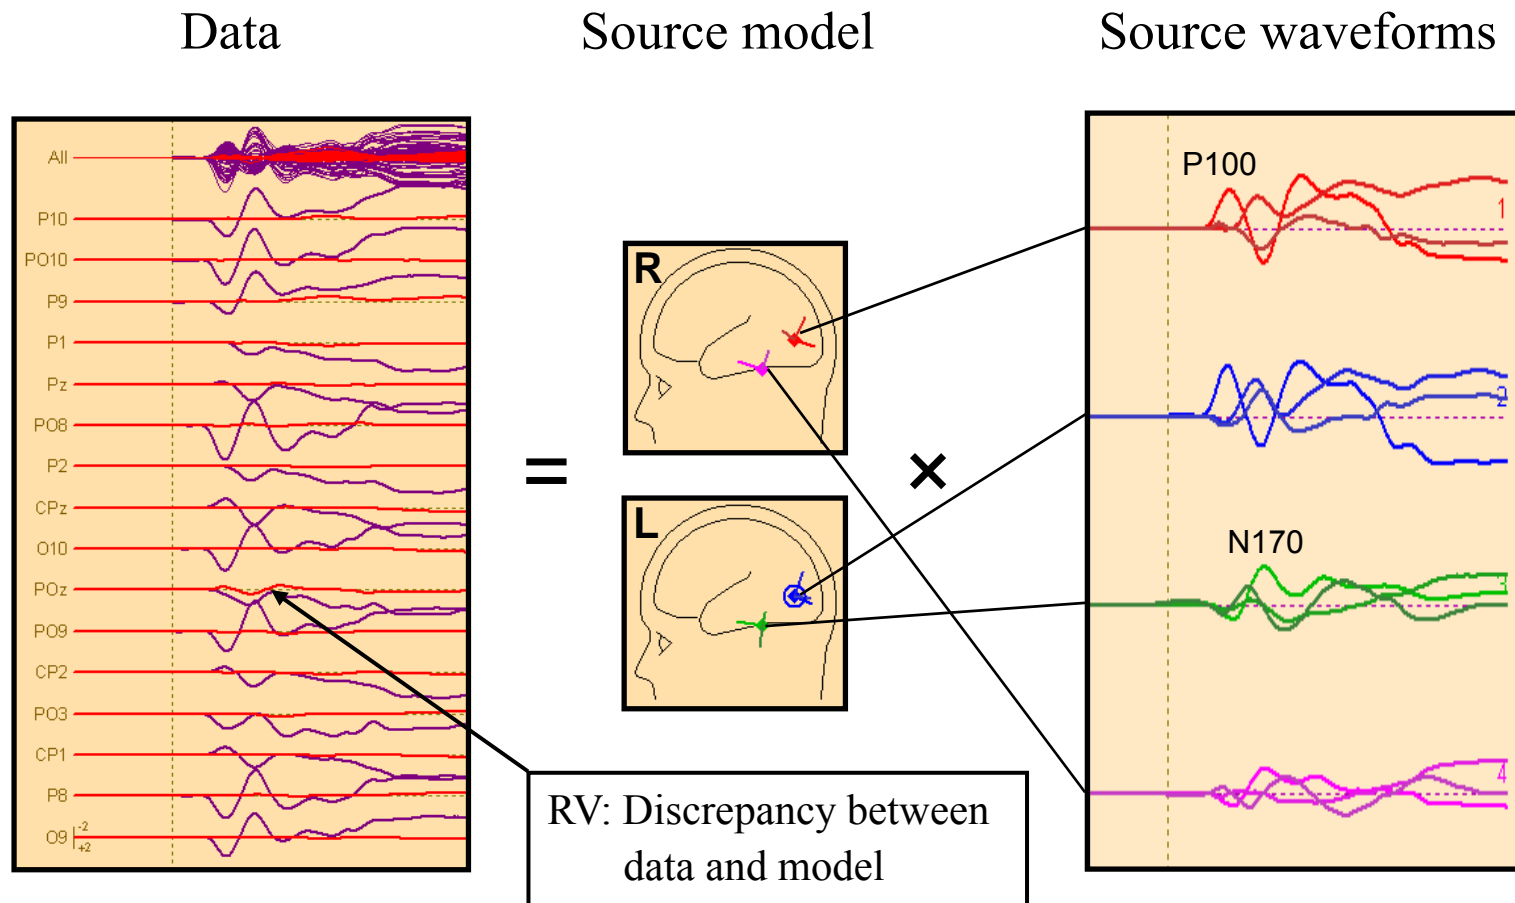 Data
Source model
Source waveforms
All
P10
PO10
P9
P1
Pz
PO8
P2
CPz
O10
POz
PO9
CP2
PO3
CP1
P8
O9
-2
+2
R
L
=
×
P100
1
2
N170
3
4
RV: Discrepancy between
data and model